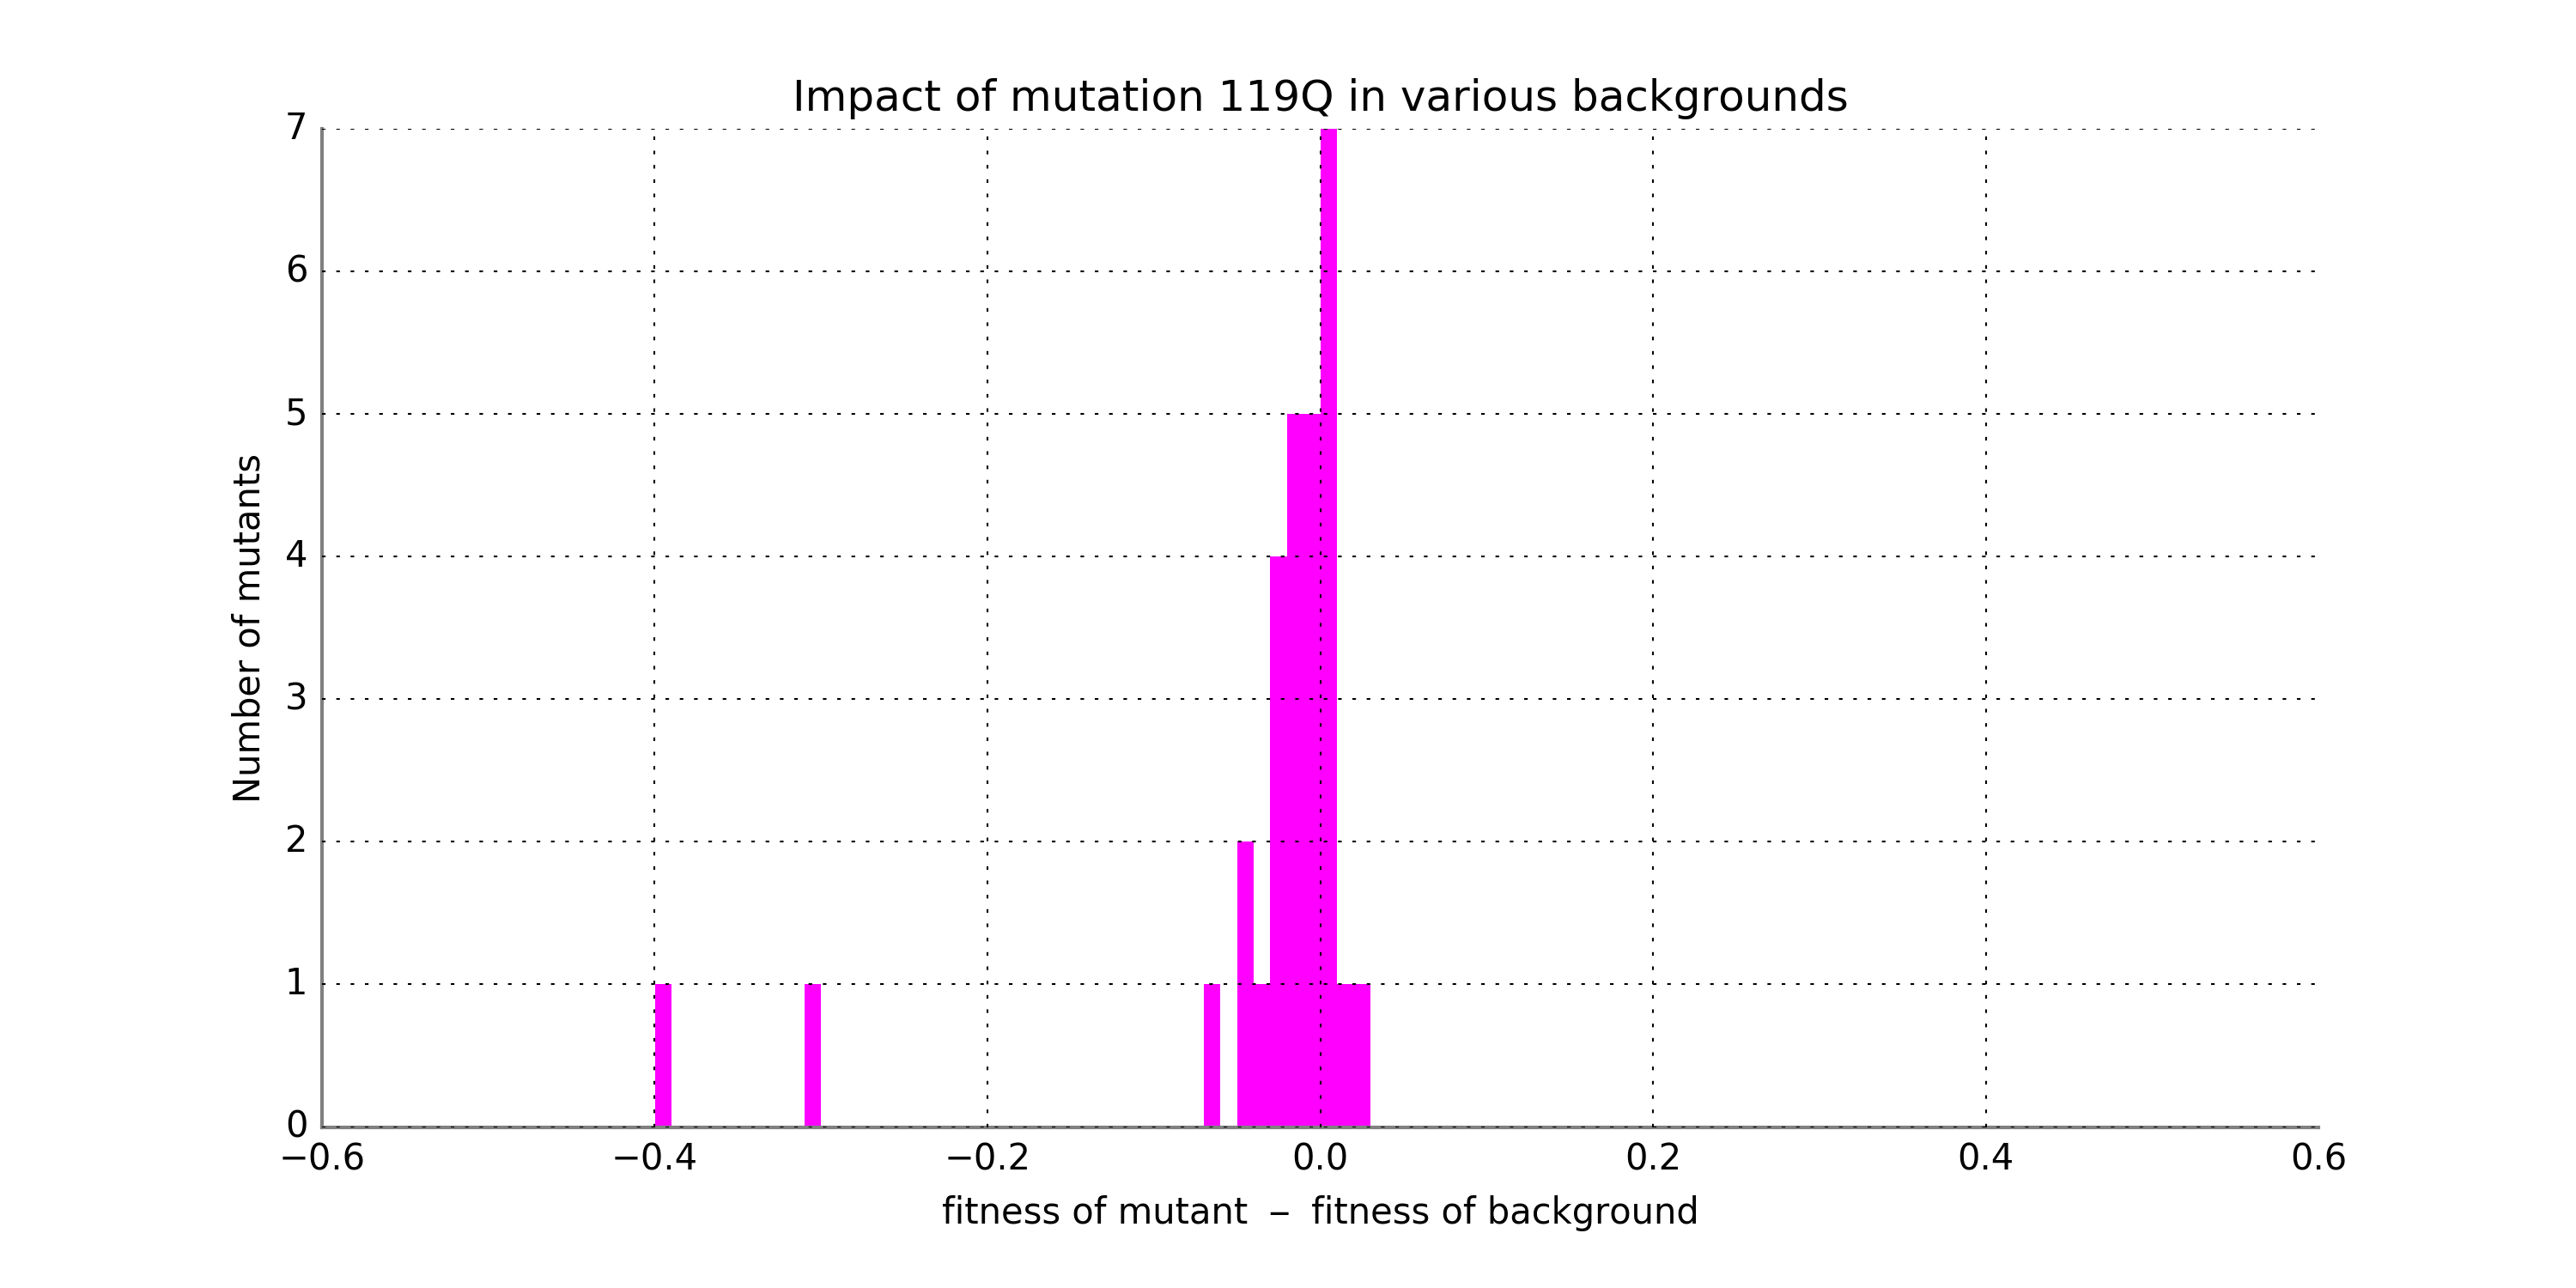 Impact of mutation 119Q in various backgrounds
7
6
5
4
3
2
1
0
Number of mutants
−0.6 −0.4 −0.2 0.0 0.2 0.4 0.6
fitness of mutant − fitness of background